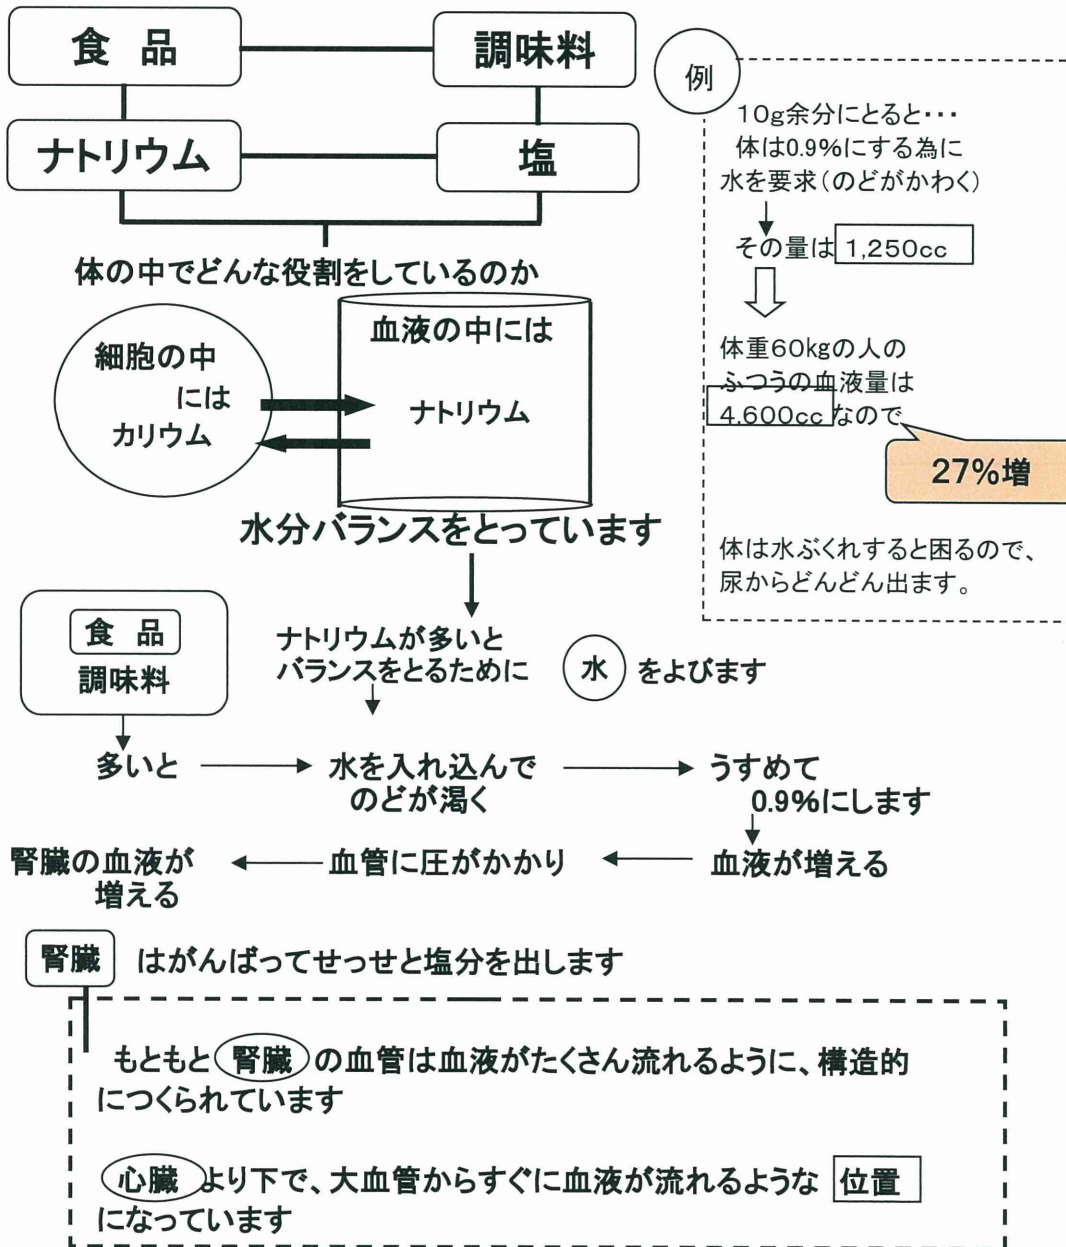 食 品
調味料
ナトリウム
塩
体の中でどんな役割をしているのか
細胞の中
には
カリウム
血液の中には
ナトリウム
水分バランスをとっています
例
10g余分にとると・・・
体は0.9%にする為に
水を要求(のどがかわく)
その量は 1,250cc
体重60kgの人の
ふつうの血液量は
4.600cc なので
27%増
体は水ぶくれすると困るので、
尿からどんどん出ます。
ナトリウムが多いと
バランスをとるために 水 をよびます
食 品
調味料
多いと
水を入れ込んで
のどが渇く
うすめて
0.9%にします
血液が増える
血管に圧がかかり
腎臓の血液が
増える
腎臓 はがんばってせっせと塩分を出します
もともと 腎臓 の血管は血液がたくさん流れるように、構造的
につくられています
心臓 より下で、大血管からすぐに血液が流れるような 位置
になっています